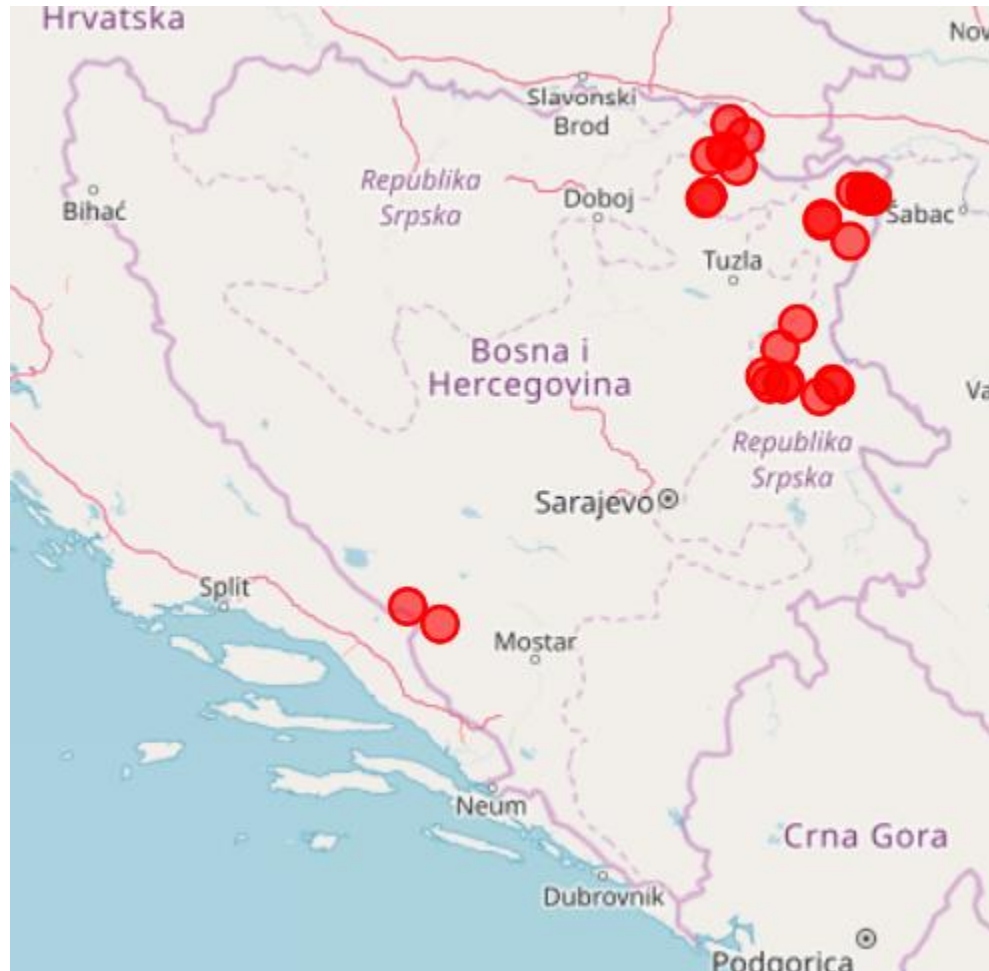 Hrvatska
Nov
Slavonski
Brod
Republika
Srpska
Bihać
Doboj
Šabac
Tuzla
Bosna i
Hercegovina
Va
Republika
Srpska
Sarajevo
Split
Mostar
Neum
Crna Gora
Dubrovnik
Podgorica